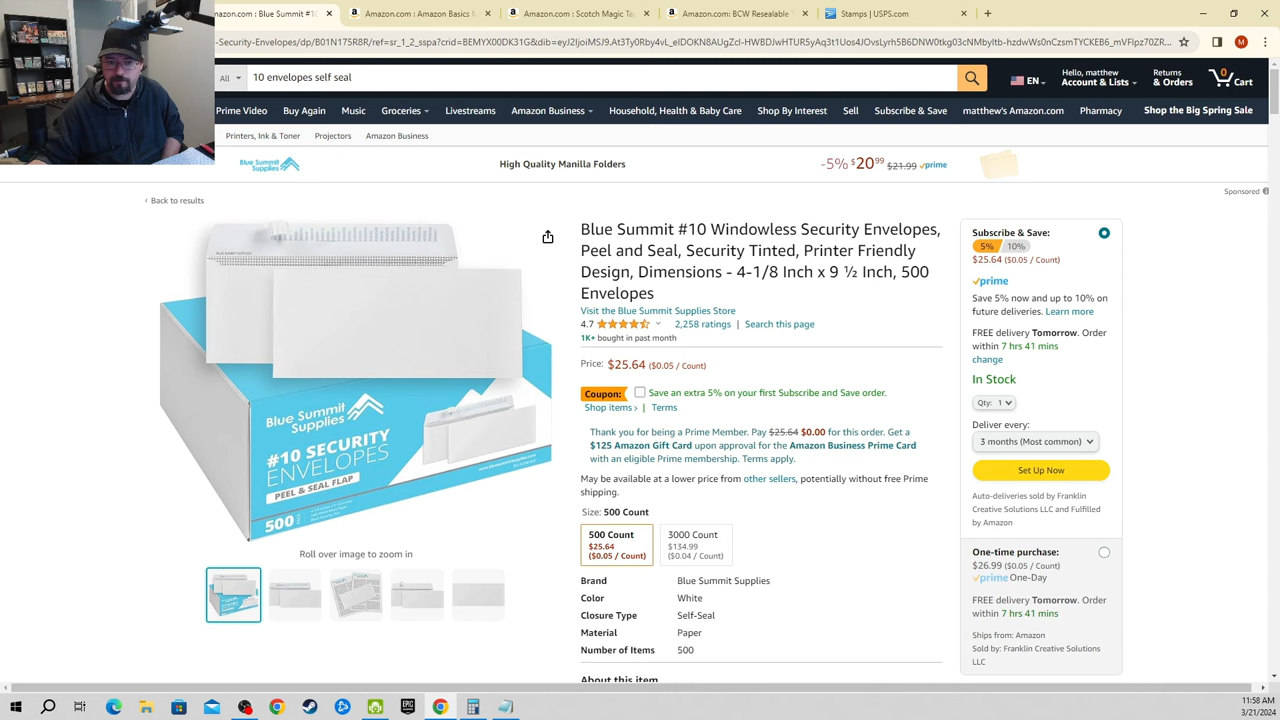 Amazon.com : Blue Summit #10
Amazon.com : Amazon Basics M
Amazon.com : Scotch Magic Ta
Amazon.com: BCW Resealable T
Stamps | USPS.com
All
10 envelopes self seal
EN
Hello, matthew
Account & Lists
Returns
& Orders
0
Cart
Prime Video
Buy Again
Music
Groceries
Livestreams
Amazon Business
Household, Health & Baby Care
Shop By Interest
Sell
Subscribe & Save
matthew's Amazon.com
Pharmacy
Shop the Big Spring Sale
Printers, Ink & Toner
Projectors
Amazon Business
Blue Summit
Supplies
High Quality Manilla Folders
-5% $20 99 $21.99 prime
Sponsored
‹ Back to results
Blue Summit #10 Windowless Security Envelopes,
Peel and Seal, Security Tinted, Printer Friendly
Design, Dimensions - 4-1/8 Inch x 9 ½ Inch, 500
Envelopes
Visit the Blue Summit Supplies Store
4.7
2,258 ratings | Search this page
1K+ bought in past month
Price: $25.64 ($0.05 / Count)
Coupon: Save an extra 5% on your first Subscribe and Save order.
Shop items › | Terms
Thank you for being a Prime Member. Pay $25.64 $0.00 for this order. Get a
$125 Amazon Gift Card upon approval for the Amazon Business Prime Card
with an eligible Prime membership. Terms apply.
May be available at a lower price from other sellers, potentially without free Prime
shipping.
Size: 500 Count
500 Count
$25.64
($0.05 / Count)
3000 Count
$134.99
($0.04 / Count)
Brand Blue Summit Supplies
Color White
Closure Type Self-Seal
Material Paper
Number of Items 500
About this item
Blue Summit
Supplies
#10 SECURITY
ENVELOPES
PEEL & SEAL FLAP
500
Roll over image to zoom in
Subscribe & Save:
5% 10%
$25.64 ($0.05 / Count)
prime
Save 5% now and up to 10% on
future deliveries. Learn more
FREE delivery Tomorrow. Order
within 7 hrs 41 mins
change
In Stock
Qty: 1
Deliver every:
3 months (Most common)
Set Up Now
Auto-deliveries sold by Franklin
Creative Solutions LLC and Fulfilled
by Amazon
One-time purchase:
$26.99 ($0.05 / Count)
prime One-Day
FREE delivery Tomorrow. Order
within 7 hrs 41 mins
Ships from: Amazon
Sold by: Franklin Creative Solutions
LLC
11:58 AM
3/21/2024